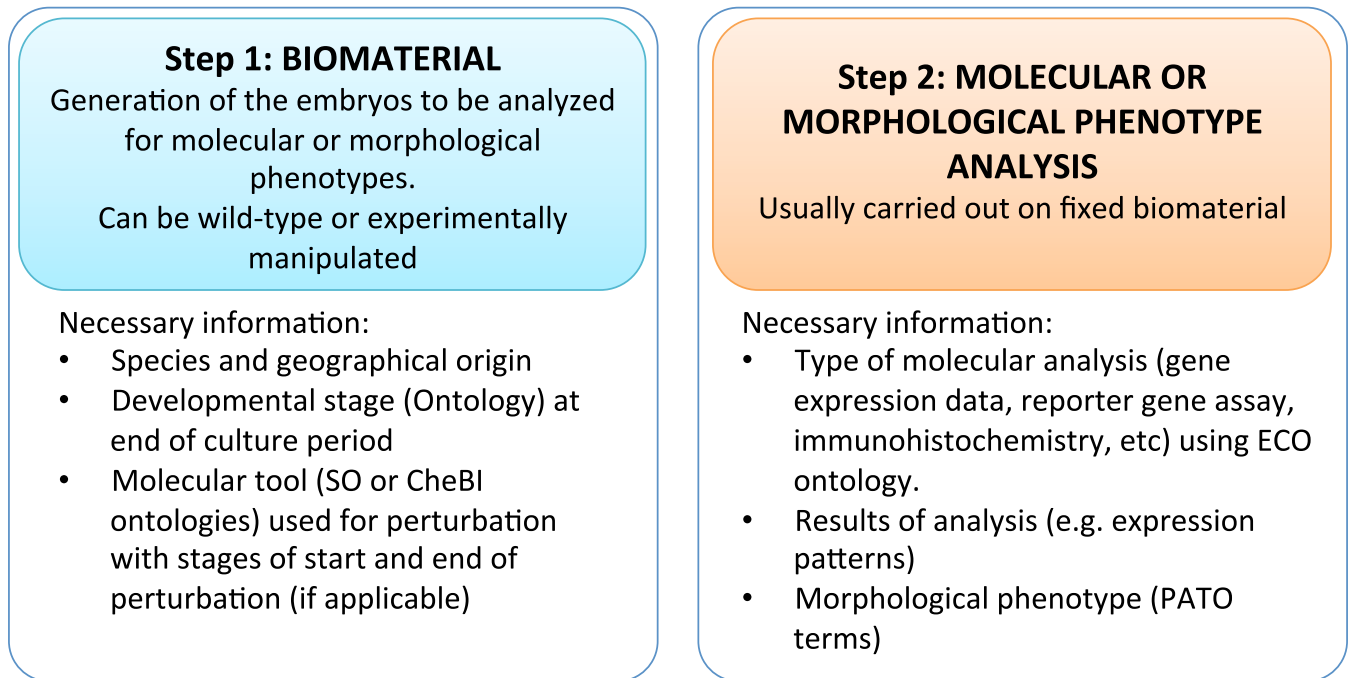 Step 1: BIOMATERIAL
Generation of the embryos to be analyzed
for molecular or morphological
phenotypes.
Can be wild-type or experimentally
manipulated
Necessary information:
• Species and geographical origin
• Developmental stage (Ontology) at
end of culture period
• Molecular tool (SO or CheBI
ontologies) used for perturbation
with stages of start and end of
perturbation (if applicable)
Step 2: MOLECULAR OR
MORPHOLOGICAL PHENOTYPE
ANALYSIS
Usually carried out on fixed biomaterial
Necessary information:
• Type of molecular analysis (gene
expression data, reporter gene assay,
immunohistochemistry, etc) using ECO
ontology.
• Results of analysis (e.g. expression
patterns)
• Morphological phenotype (PATO
terms)